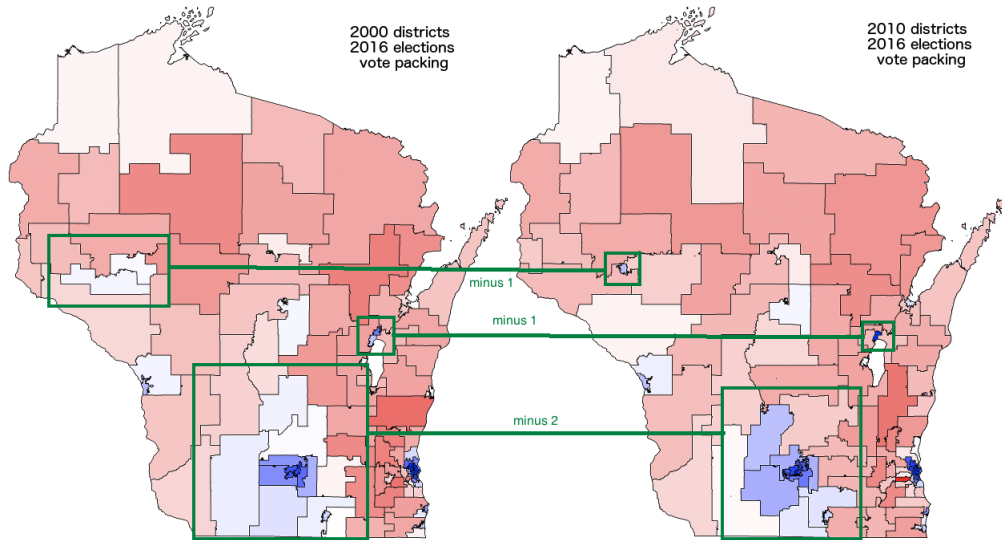 2000 districts
2016 elections
vote packing
2010 districts
2016 elections
vote packing
minus 1
minus 1
minus 2